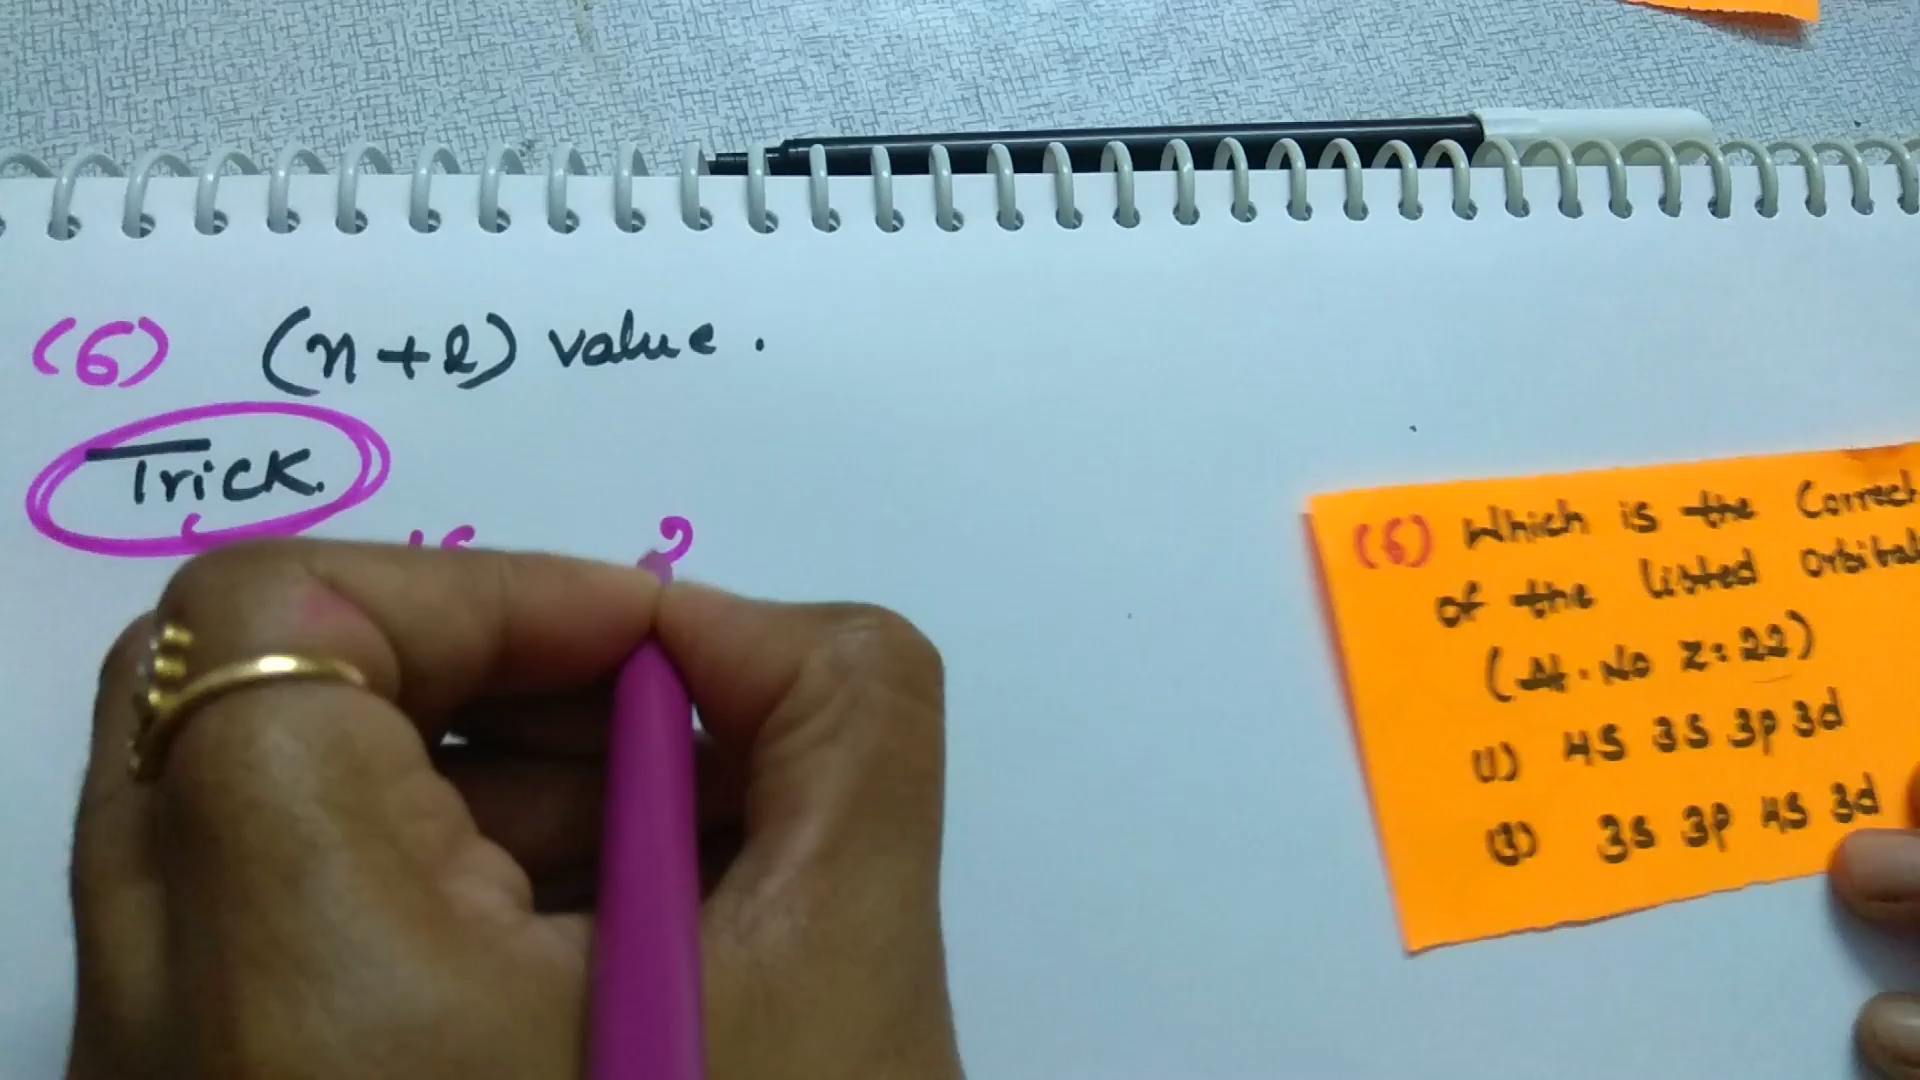 (6) (n+l) value.
Trick.
(6) Which is the Correct
of the listed orbital
(At. No Z: 22)
(1) 4S 3S 3p 3d
3s 3p 4S 3d